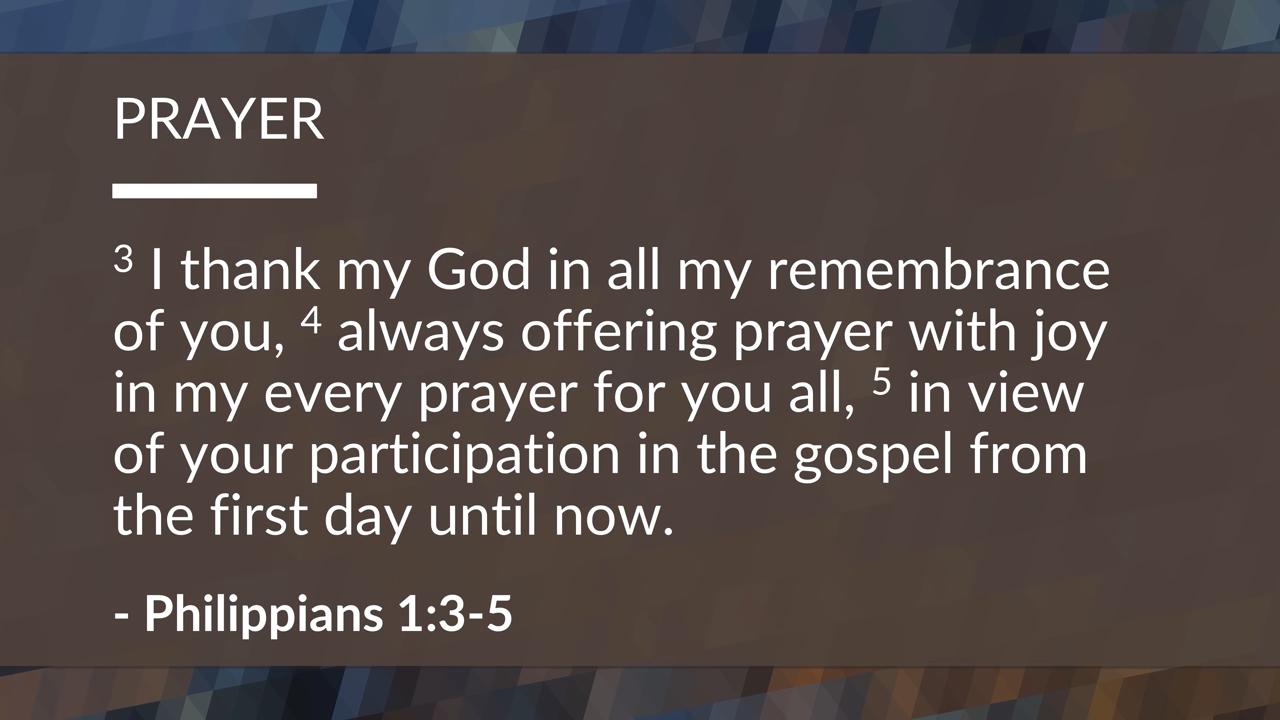 PRAYER
³ I thank my God in all my remembrance
of you, ⁴ always offering prayer with joy
in my every prayer for you all, ⁵ in view
of your participation in the gospel from
the first day until now.
- Philippians 1:3-5